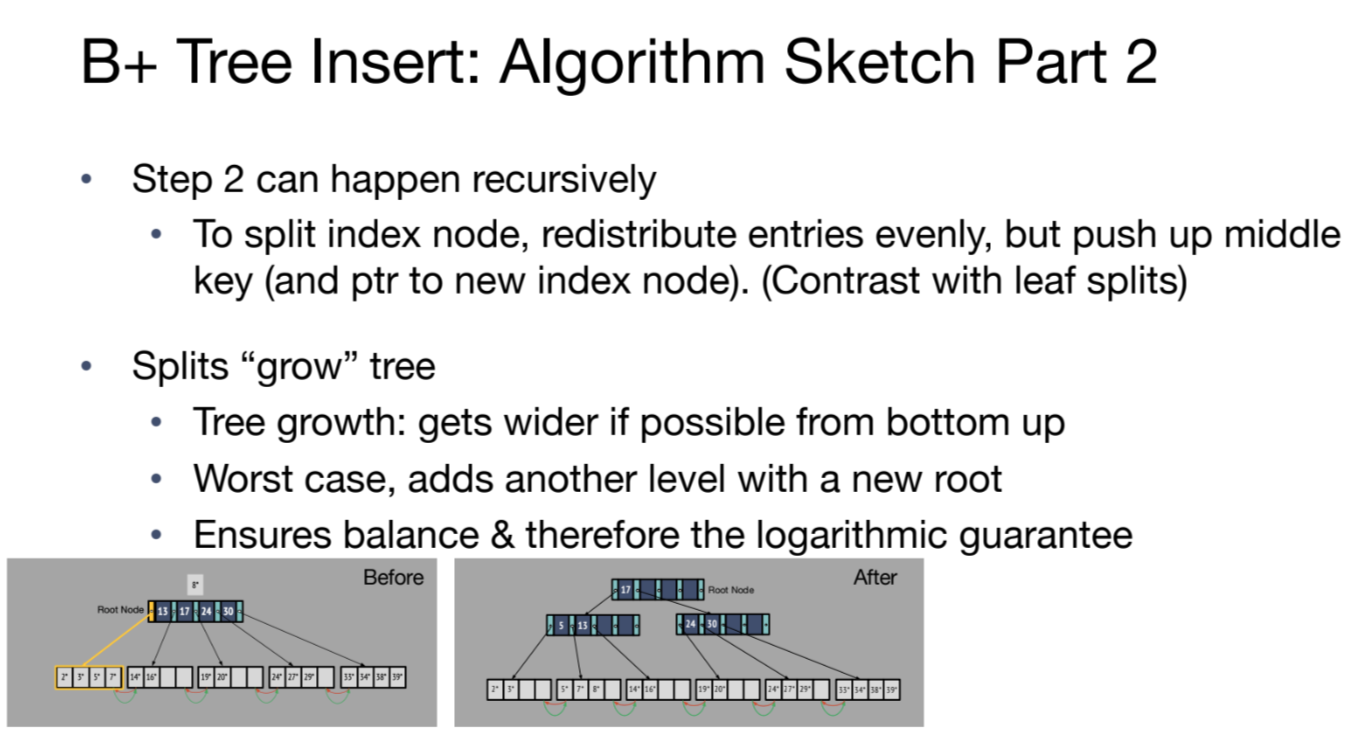 B+ Tree Insert: Algorithm Sketch Part 2
• Step 2 can happen recursively
• To split index node, redistribute entries evenly, but push up middle
key (and ptr to new index node). (Contrast with leaf splits)
• Splits “grow” tree
• Tree growth: gets wider if possible from bottom up
• Worst case, adds another level with a new root
• Ensures balance & therefore the logarithmic guarantee
Before
8*
Root Node 13 17 24 30
2* 3* 5* 7* 14* 16* 19* 20* 24* 27* 29* 33* 34* 38* 39*
After
17 Root Node
5 13 24 30
2* 3* 5* 7* 8* 14* 16* 19* 20* 24* 27* 29* 33* 34* 38* 39*